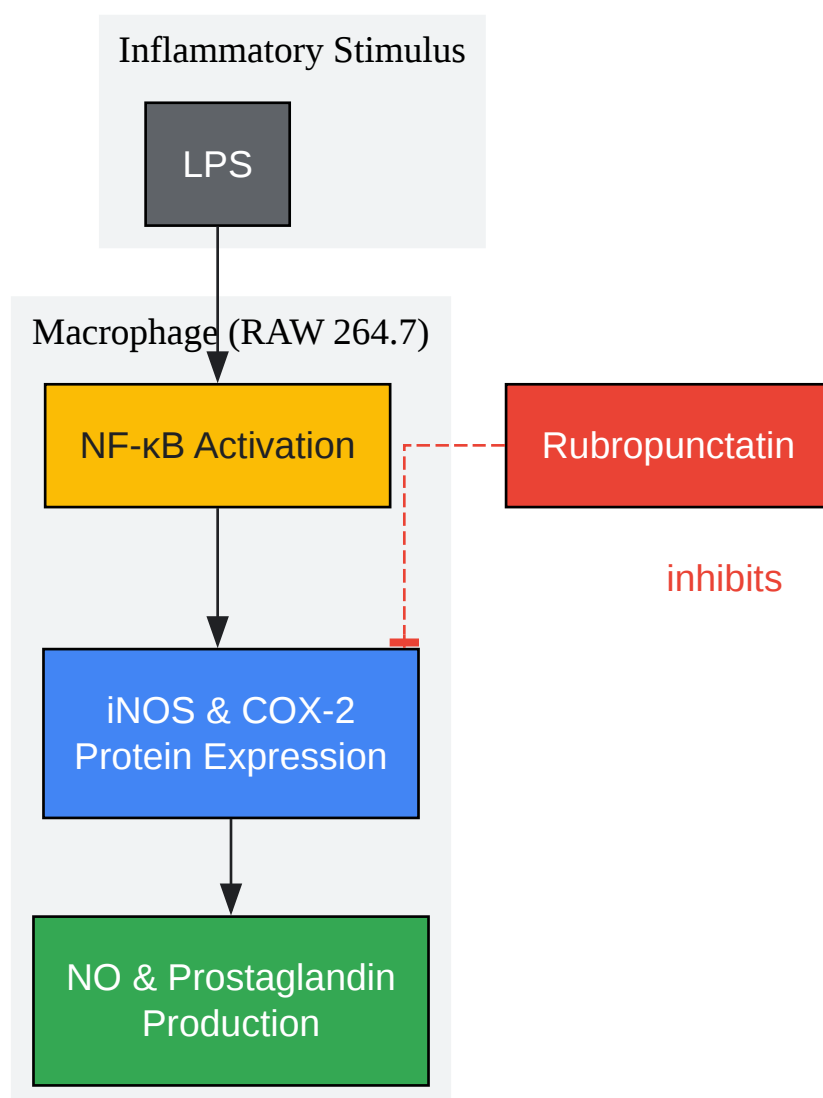 Inflammatory Stimulus
LPS
Macrophage (RAW 264.7)
NF-κB Activation
Rubropunctatin
inhibits
iNOS & COX-2
Protein Expression
NO & Prostaglandin
Production